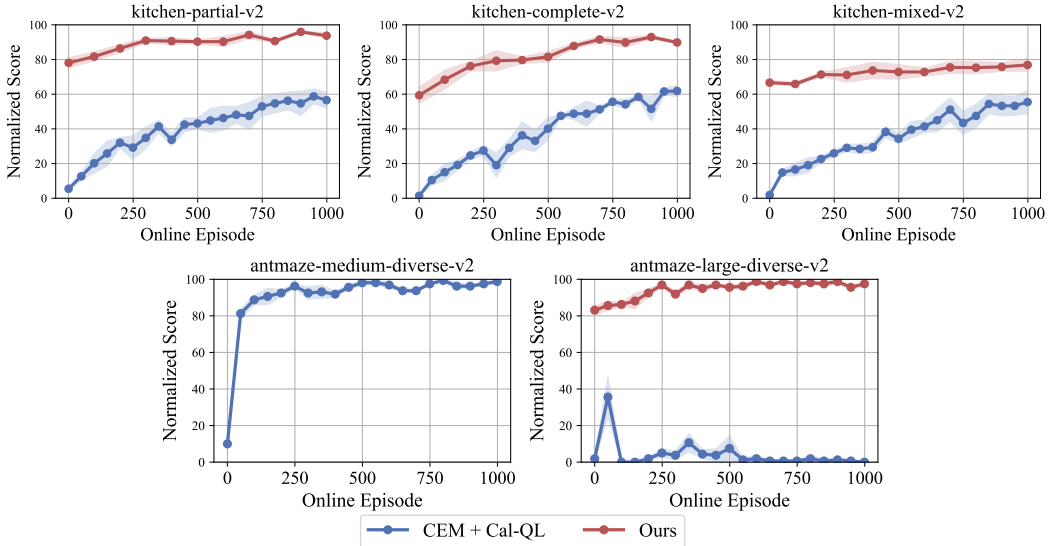 kitchen-partial-v2
kitchen-complete-v2
kitchen-mixed-v2
Normalized Score
100
80
60
40
20
0
0 250 500 750 1000
Online Episode
Normalized Score
100
80
60
40
20
0
0 250 500 750 1000
Online Episode
Normalized Score
100
80
60
40
20
0
0 250 500 750 1000
Online Episode
antmaze-medium-diverse-v2
antmaze-large-diverse-v2
Normalized Score
100
80
60
40
20
0
0 250 500 750 1000
Online Episode
Normalized Score
100
80
60
40
20
0
0 250 500 750 1000
Online Episode
CEM + Cal-QL
Ours